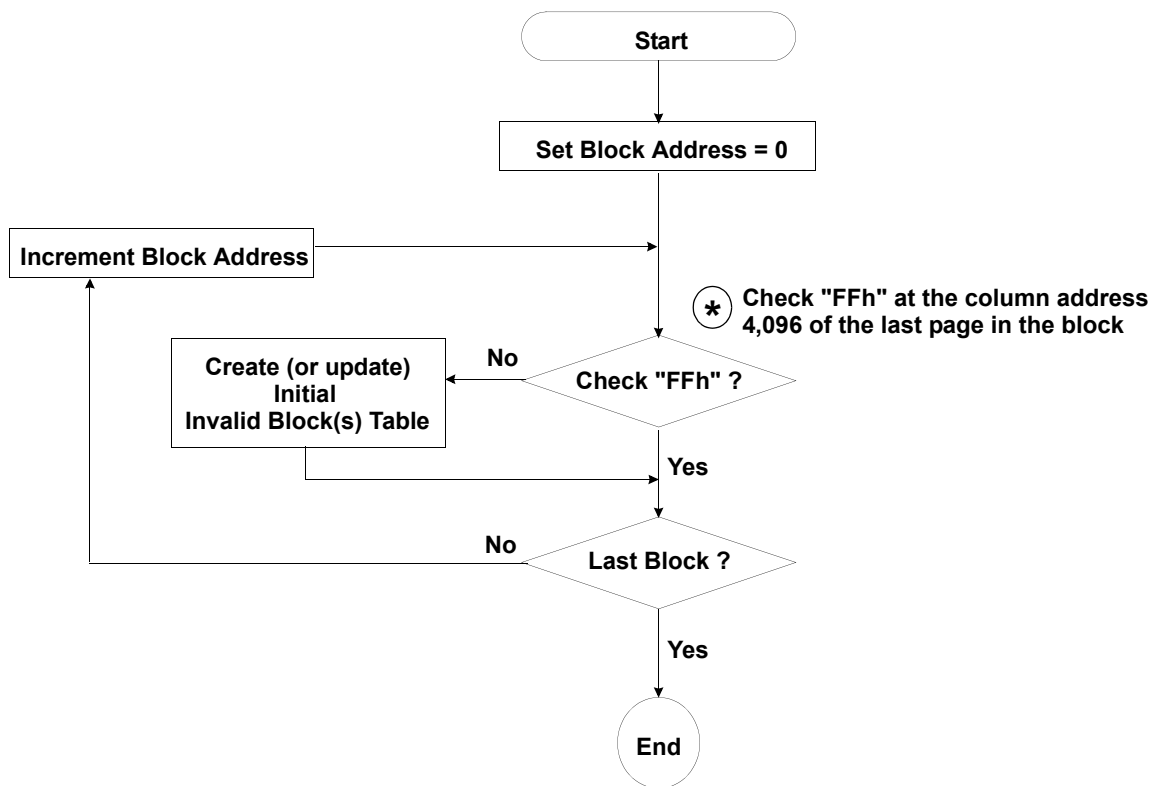 Start
Set Block Address = 0
Increment Block Address
* Check "FFh" at the column address
4,096 of the last page in the block
No
Create (or update)
Initial
Invalid Block(s) Table
Check "FFh" ?
Yes
No
Last Block ?
Yes
End